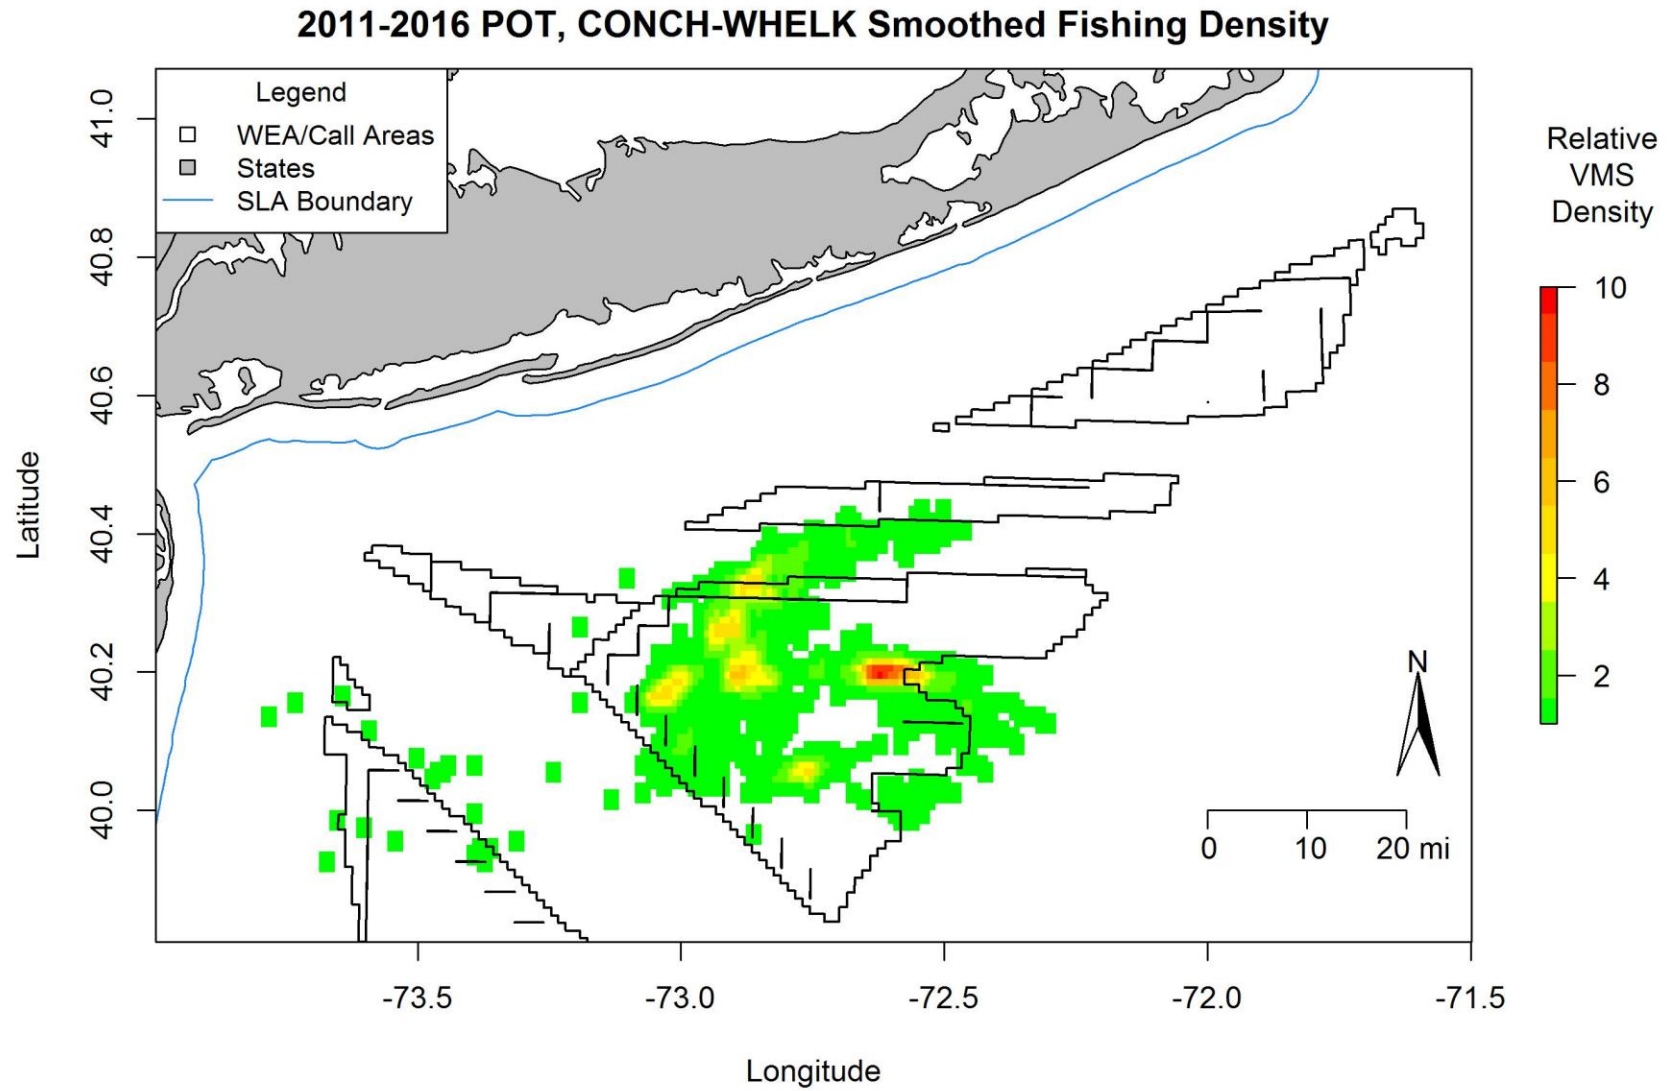 2011-2016 POT, CONCH-WHELK Smoothed Fishing Density
Legend
WEA/Call Areas
States
SLA Boundary
Latitude
41.0
40.8
40.6
40.4
40.2
40.0
-73.5
-73.0
-72.5
-72.0
-71.5
Longitude
N
0
10
20 mi
Relative
VMS
Density
10
8
6
4
2